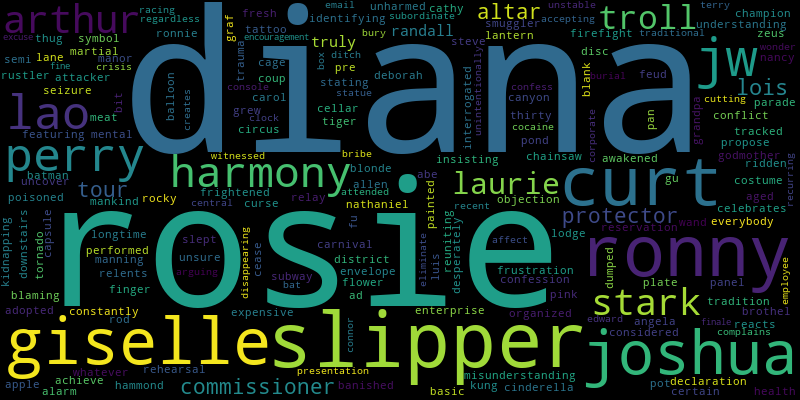 arthur
racing
regardless
email
unharmed
cathy
altar
troll
unstable
terry
champion
manor
symbol
ronnie
graf
fresh
tattoo
encouragement
bury
identifying
subordinate
smuggler
accepting
understanding
zeus
excuse
thug
martial
truly
randall
lantern
firefight
traditional
wonder
nancy
fine
crisis
semi
lane
rustler
attacker
seizure
diana
trauma
cage
coup
box
ditch
pre
stating
deborah
steve
interrogated
unintentionally
confess
canyon
blank
disc
feud
burial
jw
lois
lao
meat
bit
balloon
creates
console
grew
carol
clock
circus
cellar
statue
tiger
thirty
cocaine
pond
corporate
pan
grandpa
cutting
parade
conflict
tracked
propose
featuring
mental
perry
batman
uncover
poisoned
tour
mankind
rocky
witnessed
bribe
harmony
blonde
insisting
abe
chainsaw
awakened
godmother
ridden
recurring
frightened
attended
allen
laurie
curt
gu
costume
aged
central
curse
relay
nathaniel
painted
recent
objection
protector
reservation
wand
celebrates
everybody
kidnapping
downstairs
tornado
capsule
longtime
performed
manning
relents
finger
slept
unsure
arguing
disappearing
cease
carnival
fu
subway
bat
district
envelope
flower
ad
rosie
eliminate
luis
reuniting
desperately
affect
lodge
frustration
confession
pink
ronny
dumped
plate
panel
tradition
brothel
employee
blaming
adopted
constantly
rod
expensive
enterprise
organized
stark
edward
angela
finale
reacts
considered
complains
giselle
connor
slipper
joshua
whatever
rehearsal
presentation
misunderstanding
apple
achieve
alarm
hammond
commissioner
banished
basic
kung
cinderella
pot
declaration
certain
health